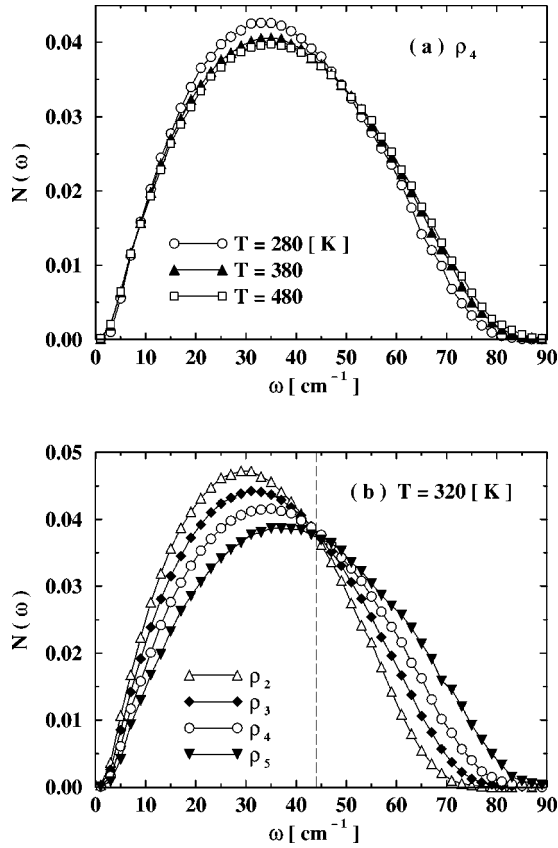 ( a ) ρ4
0.04
0.03
0.02
0.01
0.00
N ( ω )
T = 280 [ K ]
T = 380
T = 480
0 10 20 30 40 50 60 70 80 90
ω [ cm⁻¹ ]
( b ) T = 320 [ K ]
0.05
0.04
0.03
0.02
0.01
0.00
N ( ω )
ρ2
ρ3
ρ4
ρ5
0 10 20 30 40 50 60 70 80 90
ω [ cm⁻¹ ]